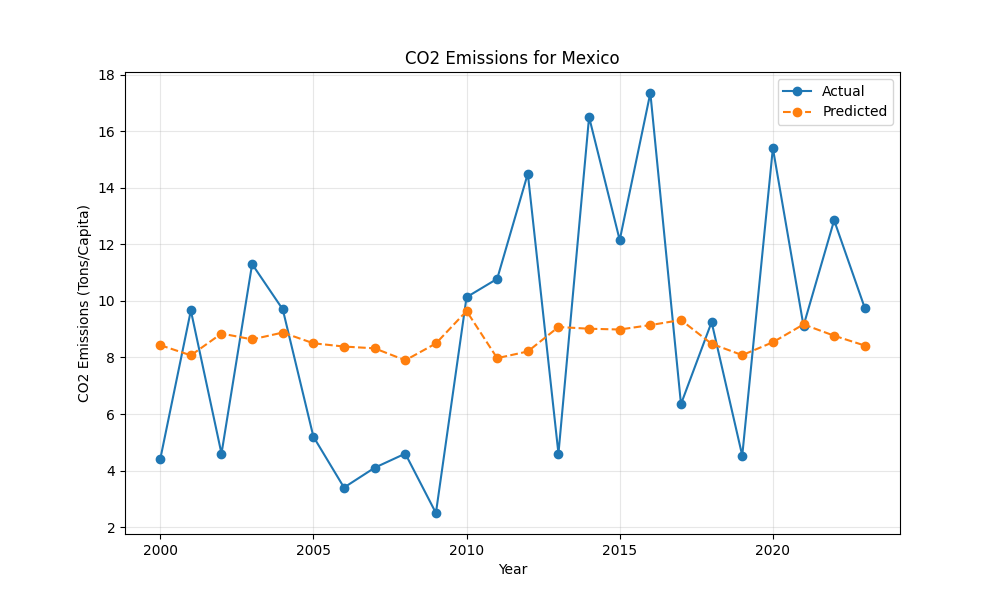 CO2 Emissions for Mexico
Actual
Predicted
CO2 Emissions (Tons/Capita)
18
16
14
12
10
8
6
4
2
2000 2005 2010 2015 2020
Year